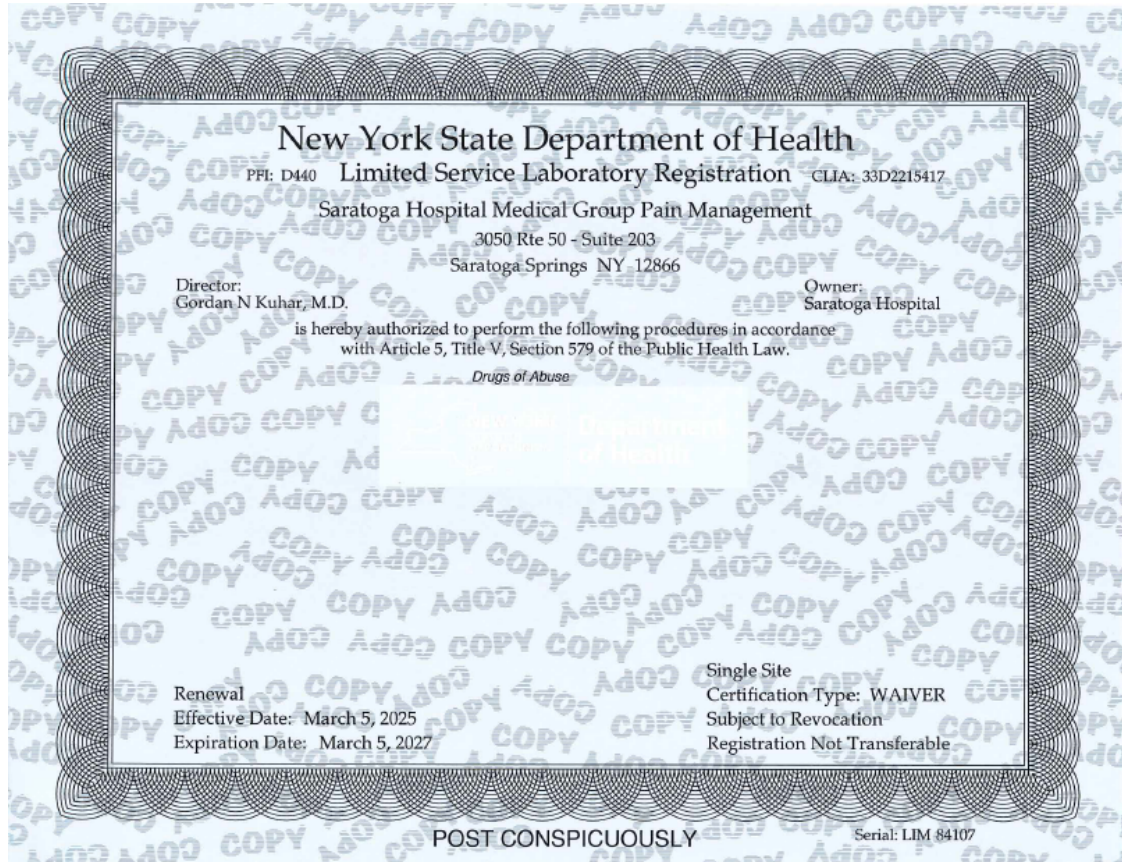 New York State Department of Health
PFI: D440 Limited Service Laboratory Registration CLIA: 33D2215417
Saratoga Hospital Medical Group Pain Management
3050 Rte 50 - Suite 203
Saratoga Springs NY 12866
Director:
Gordan N Kuhar, M.D.
Owner:
Saratoga Hospital
is hereby authorized to perform the following procedures in accordance
with Article 5, Title V, Section 579 of the Public Health Law.
Drugs of Abuse
Department
of Health
Renewal
Effective Date: March 5, 2025
Expiration Date: March 5, 2027
Single Site
Certification Type: WAIVER
Subject to Revocation
Registration Not Transferable
POST CONSPICUOUSLY
Serial: LIM 84107
COPY